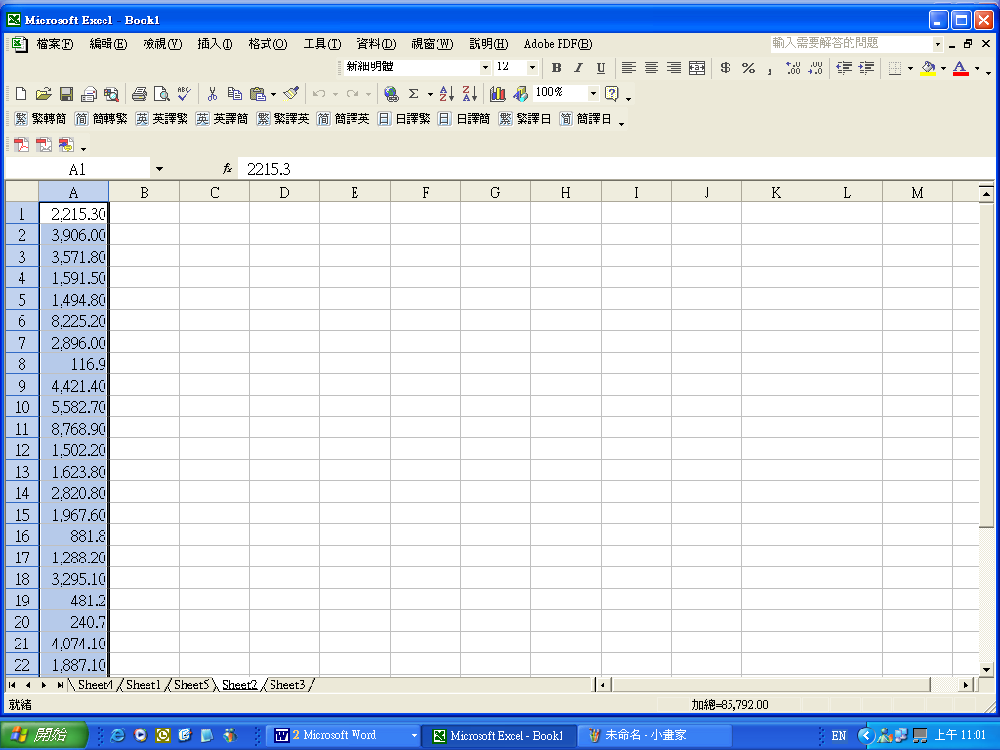 Microsoft Excel - Book1
檔案(F) 編輯(E) 檢視(V) 插入(I) 格式(O) 工具(T) 資料(D) 視窗(W) 說明(H) Adobe PDF(B) 輸入需要解答的問題
新細明體 12 B I U $ % ,
Σ 100%
繁 繁轉簡 簡 簡轉繁 英 英譯繁 英 英譯簡 繁 繁譯英 簡 簡譯英 日 日譯繁 日 日譯簡 繁 繁譯日 簡 簡譯日
A1 fx 2215.3
A B C D E F G H I J K L M
1 2,215.30
2 3,906.00
3 3,571.80
4 1,591.50
5 1,494.80
6 8,225.20
7 2,896.00
8 116.9
9 4,421.40
10 5,582.70
11 8,768.90
12 1,502.20
13 1,623.80
14 2,820.80
15 1,967.60
16 881.8
17 1,288.20
18 3,295.10
19 481.2
20 240.7
21 4,074.10
22 1,887.10
Sheet4 Sheet1 Sheet5 Sheet2 Sheet3
就緒 加總=85,792.00
開始 2 Microsoft Word Microsoft Excel - Book1 未命名 - 小畫家 EN 上午 11:01